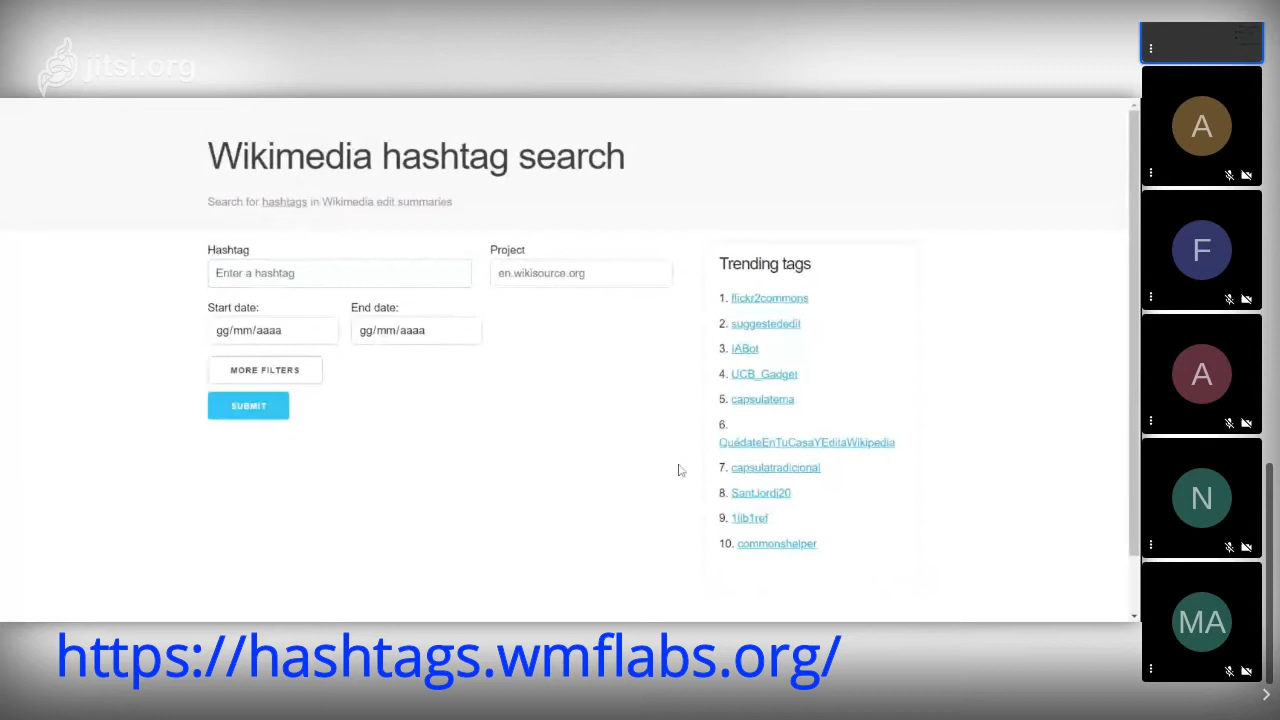 jitsi.org
Wikimedia hashtag search
Search for hashtags in Wikimedia edit summaries
Hashtag
Enter a hashtag
Project
en.wikisource.org
Start date:
gg/mm/aaaa
End date:
gg/mm/aaaa
MORE FILTERS
SUBMIT
Trending tags
1. flickr2commons
2. suggestededit
3. IABot
4. UCB_Gadget
5. capsulatema
6.
QuédateEnTuCasaYEditaWikipedia
7. capsulatradicional
8. SantJordi20
9. 1lib1ref
10. commonshelper
https://hashtags.wmflabs.org/
A
F
A
N
MA